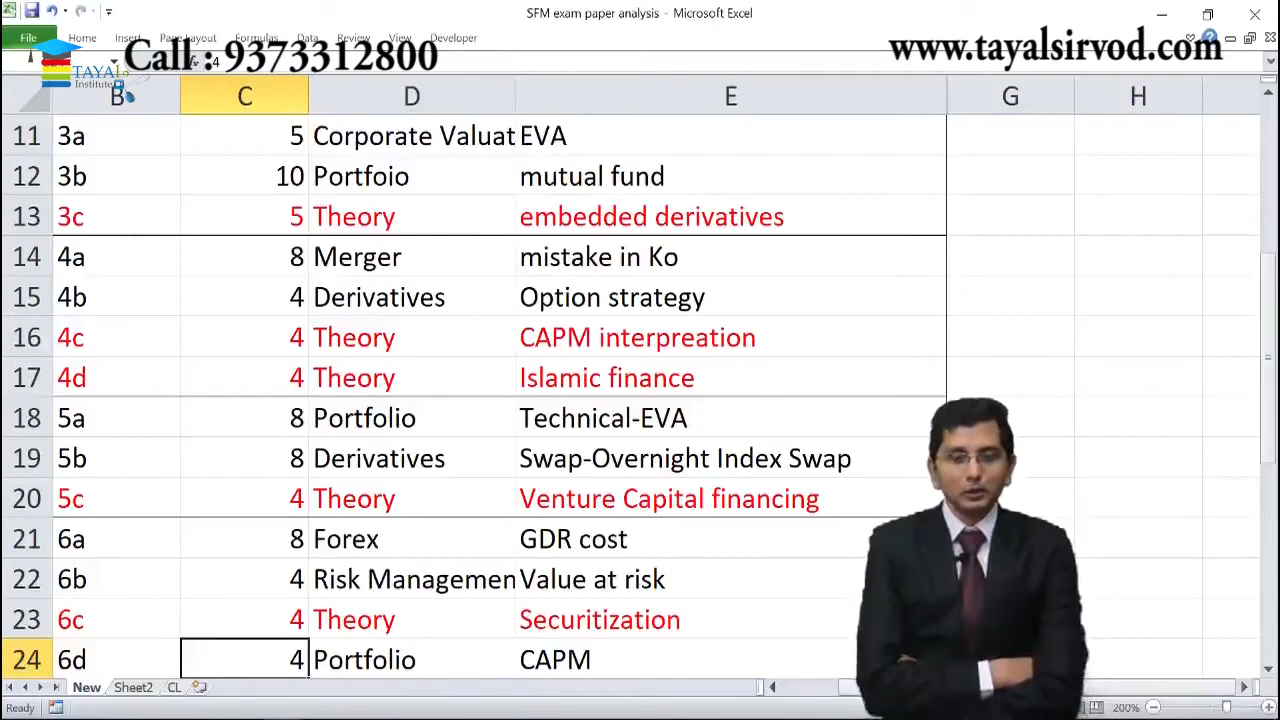 SFM exam paper analysis - Microsoft Excel
File Home Insert Page Layout Formulas Data Review View Developer
Call : 9373312800
www.tayalsirvod.com
TAYAL
Institute
4
B C D E G H
11 3a 5 Corporate Valuat EVA
12 3b 10 Portfoio mutual fund
13 3c 5 Theory embedded derivatives
14 4a 8 Merger mistake in Ko
15 4b 4 Derivatives Option strategy
16 4c 4 Theory CAPM interpreation
17 4d 4 Theory Islamic finance
18 5a 8 Portfolio Technical-EVA
19 5b 8 Derivatives Swap-Overnight Index Swap
20 5c 4 Theory Venture Capital financing
21 6a 8 Forex GDR cost
22 6b 4 Risk Managemen Value at risk
23 6c 4 Theory Securitization
24 6d 4 Portfolio CAPM
New Sheet2 CL
Ready 200%